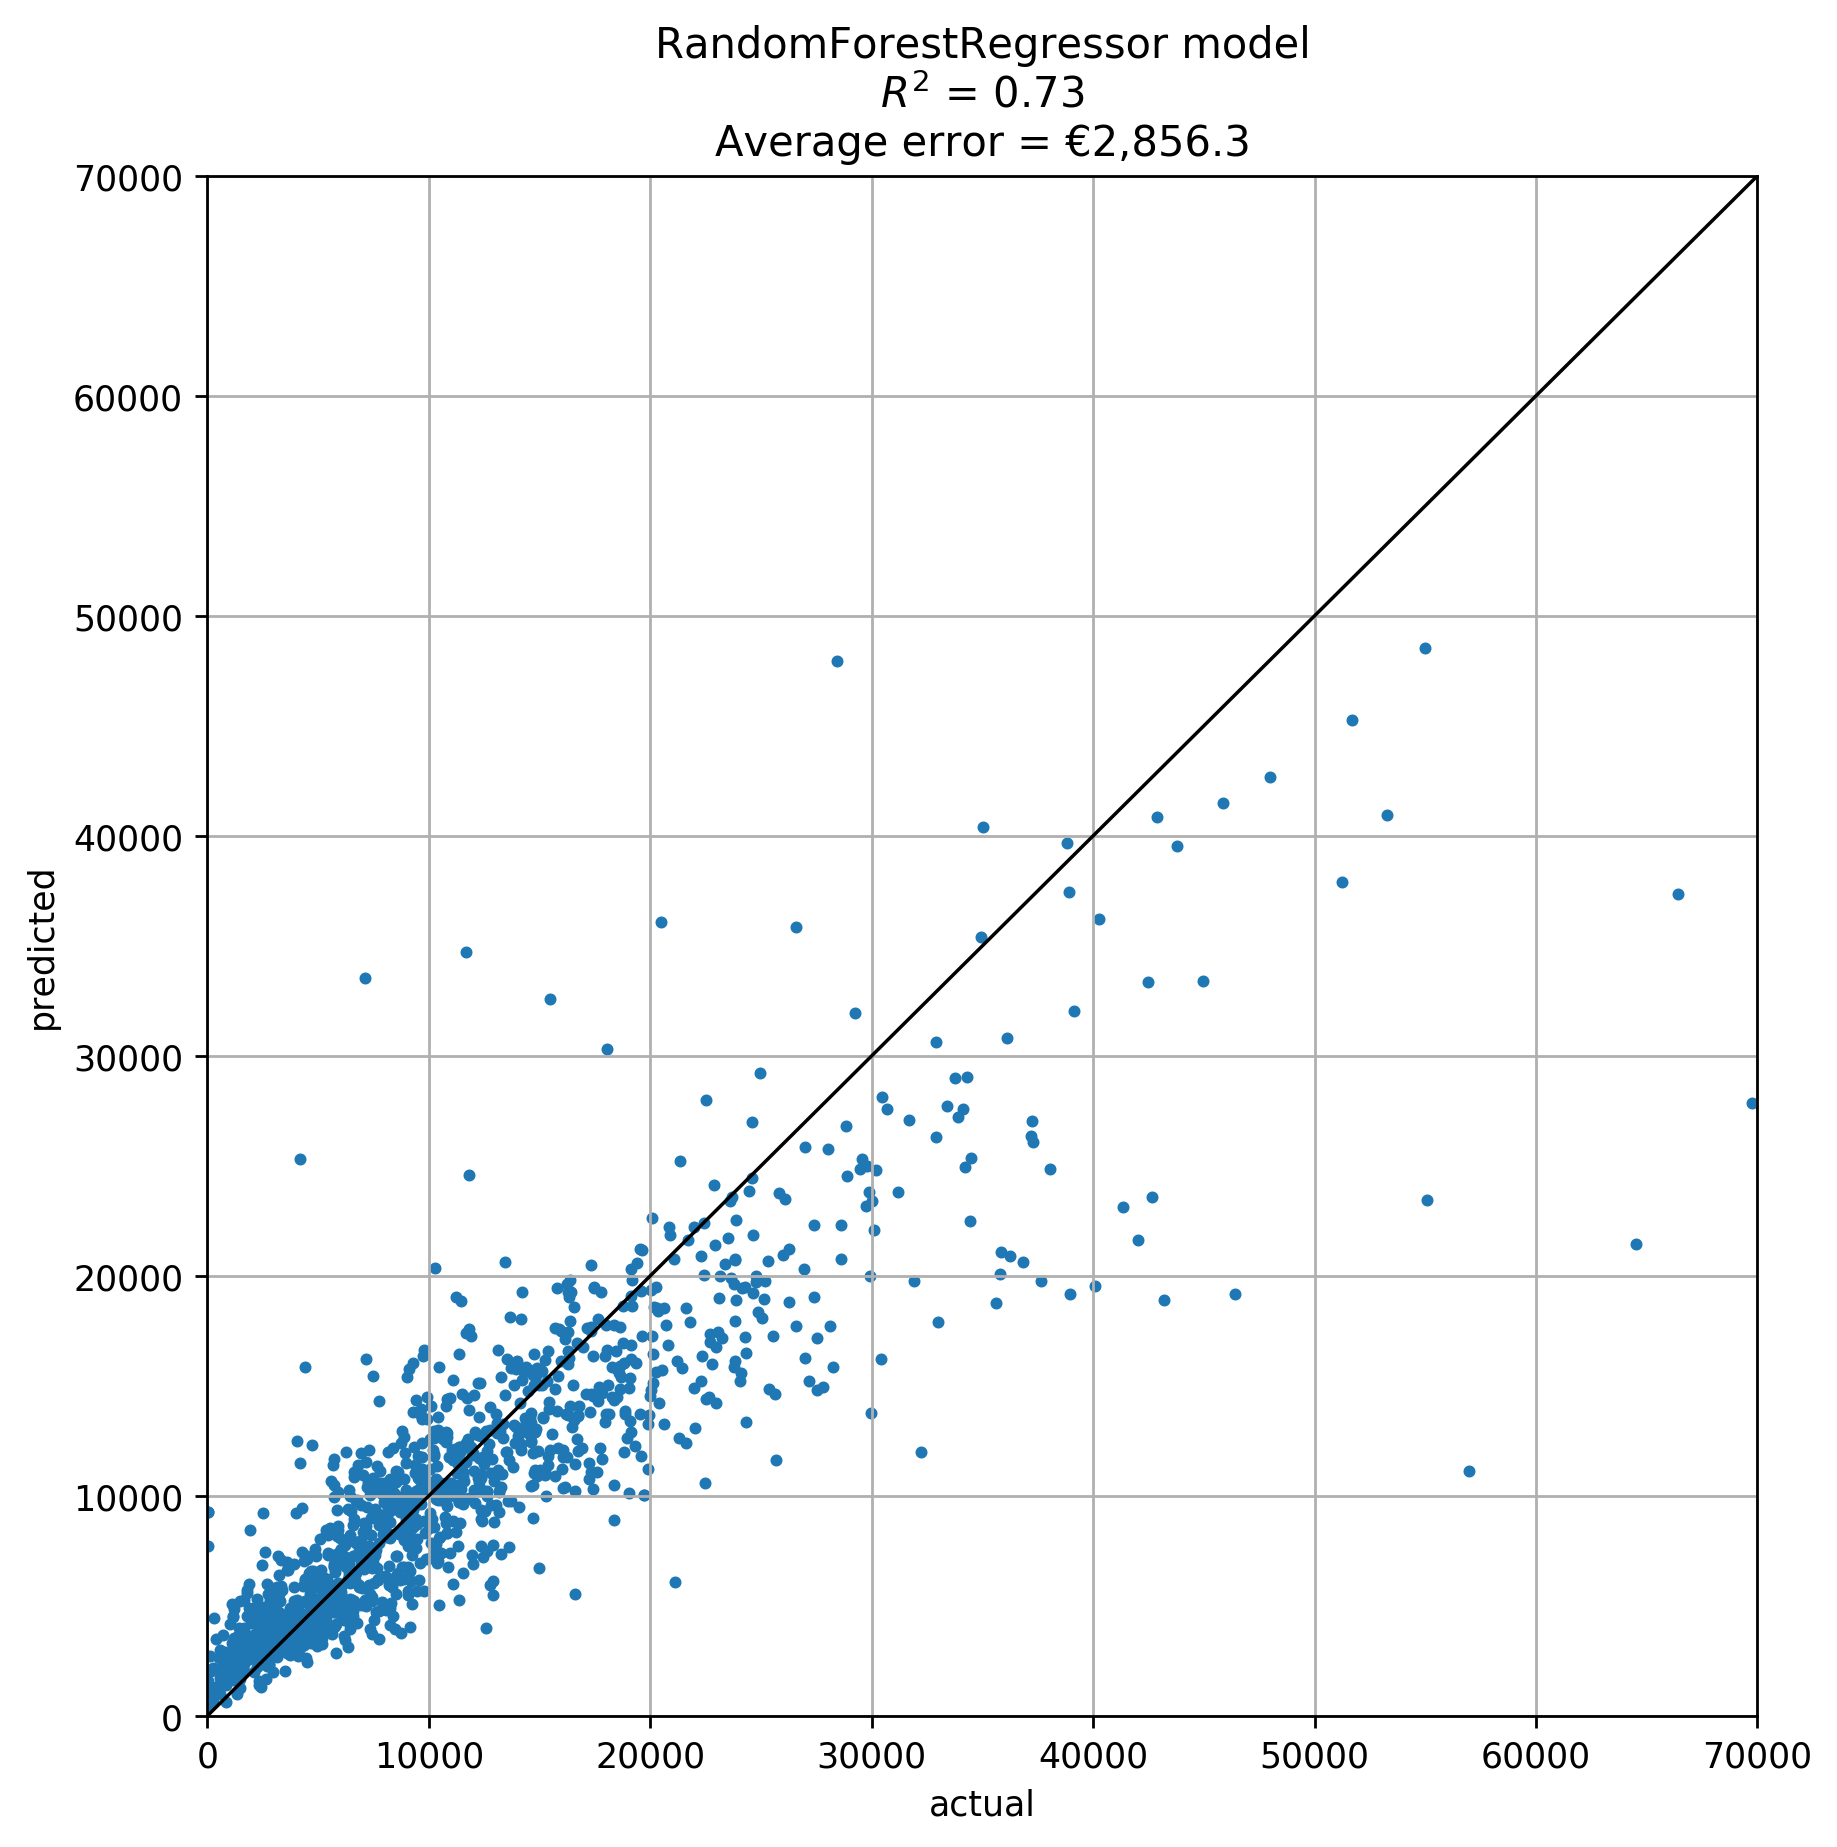 RandomForestRegressor model
R² = 0.73
Average error = €2,856.3
70000
60000
50000
40000
30000
20000
10000
0
predicted
0 10000 20000 30000 40000 50000 60000 70000
actual